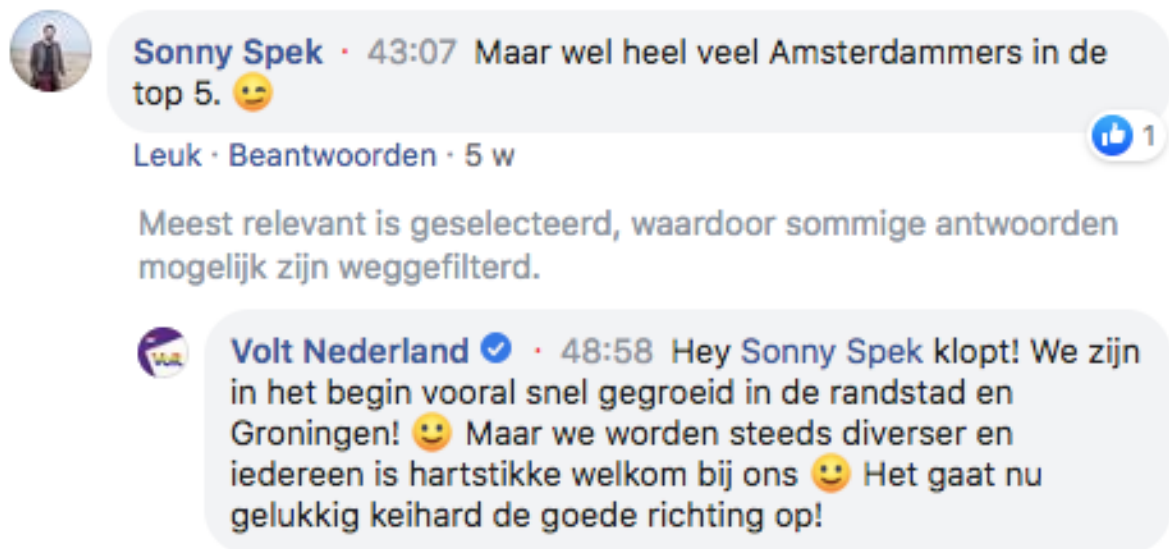 Sonny Spek · 43:07 Maar wel heel veel Amsterdammers in de
top 5. 😉
1
Leuk · Beantwoorden · 5 w
Meest relevant is geselecteerd, waardoor sommige antwoorden
mogelijk zijn weggefilterd.
Volt
Volt Nederland · 48:58 Hey Sonny Spek klopt! We zijn
in het begin vooral snel gegroeid in de randstad en
Groningen! 🙂 Maar we worden steeds diverser en
iedereen is hartstikke welkom bij ons 🙂 Het gaat nu
gelukkig keihard de goede richting op!